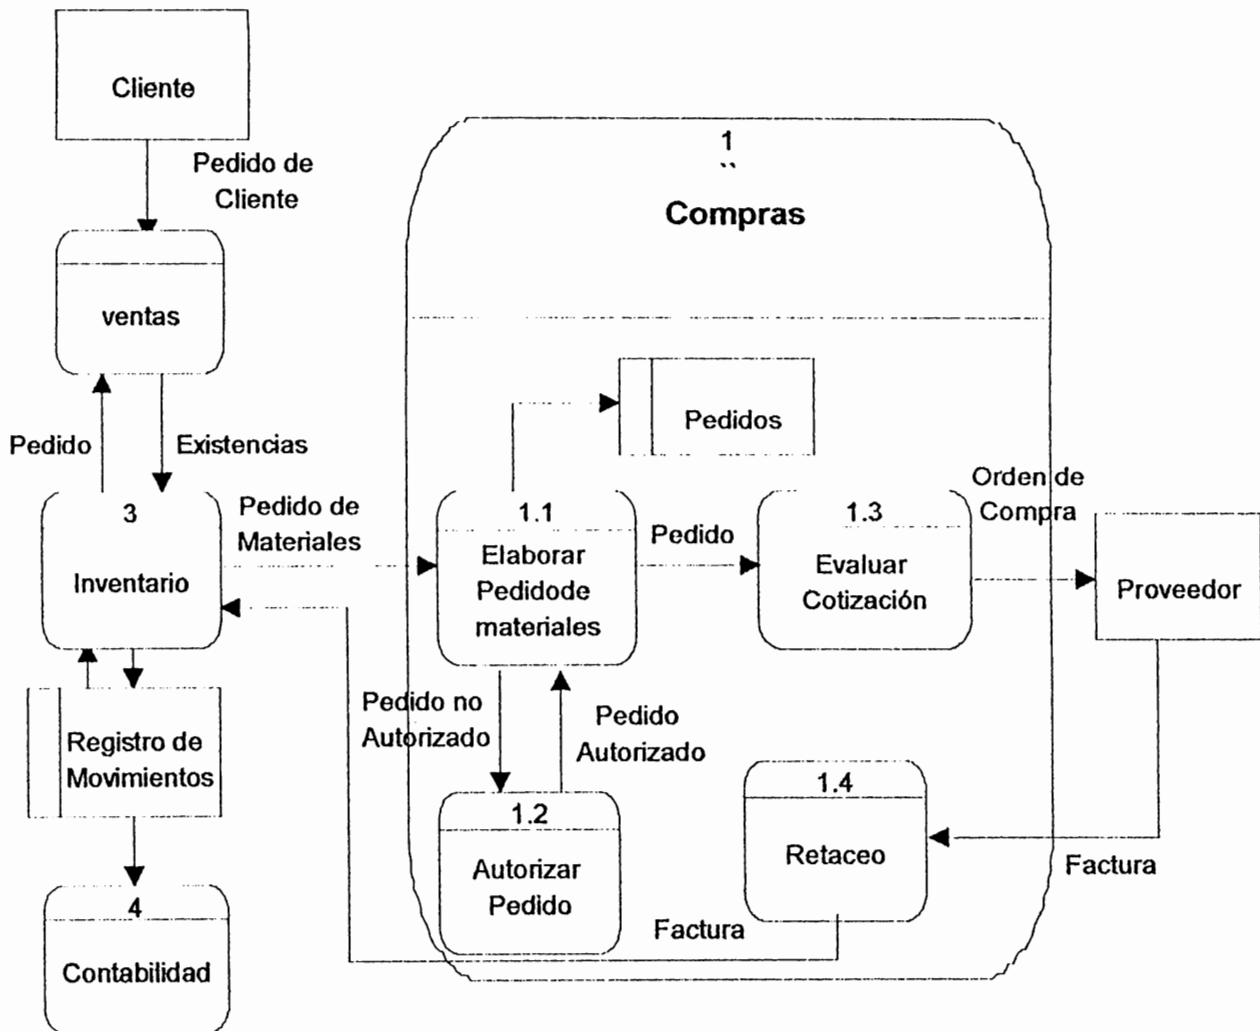 Cliente
Pedido de
Cliente
ventas
Pedido
Existencias
3
Inventario
Pedido de
Materiales
Registro de
Movimientos
4
Contabilidad
1
Compras
Pedidos
1.1
Elaborar
Pedidode
materiales
Pedido
1.3
Evaluar
Cotización
Orden de
Compra
Proveedor
Pedido no
Autorizado
Pedido
Autorizado
1.2
Autorizar
Pedido
1.4
Retaceo
Factura
Factura